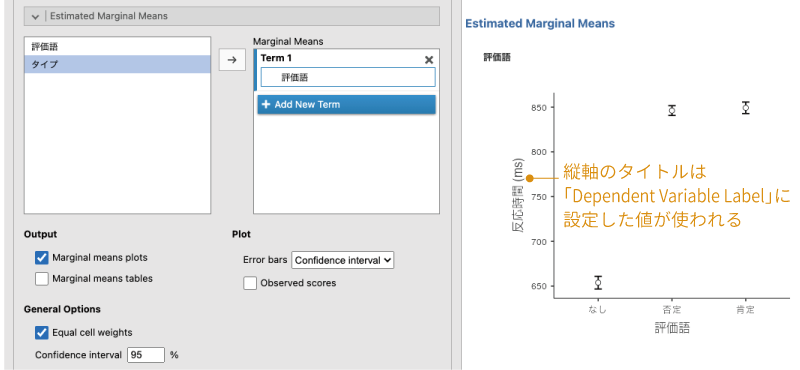 Estimated Marginal Means
評価語
タイプ
Marginal Means
Term 1
評価語
Add New Term
Output
Marginal means plots
Marginal means tables
Plot
Error bars Confidence interval
Observed scores
General Options
Equal cell weights
Confidence interval 95 %
Estimated Marginal Means
評価語
反応時間 (ms)
850
800
750
700
650
縦軸のタイトルは
「Dependent Variable Label」に
設定した値が使われる
なし 否定 肯定
評価語